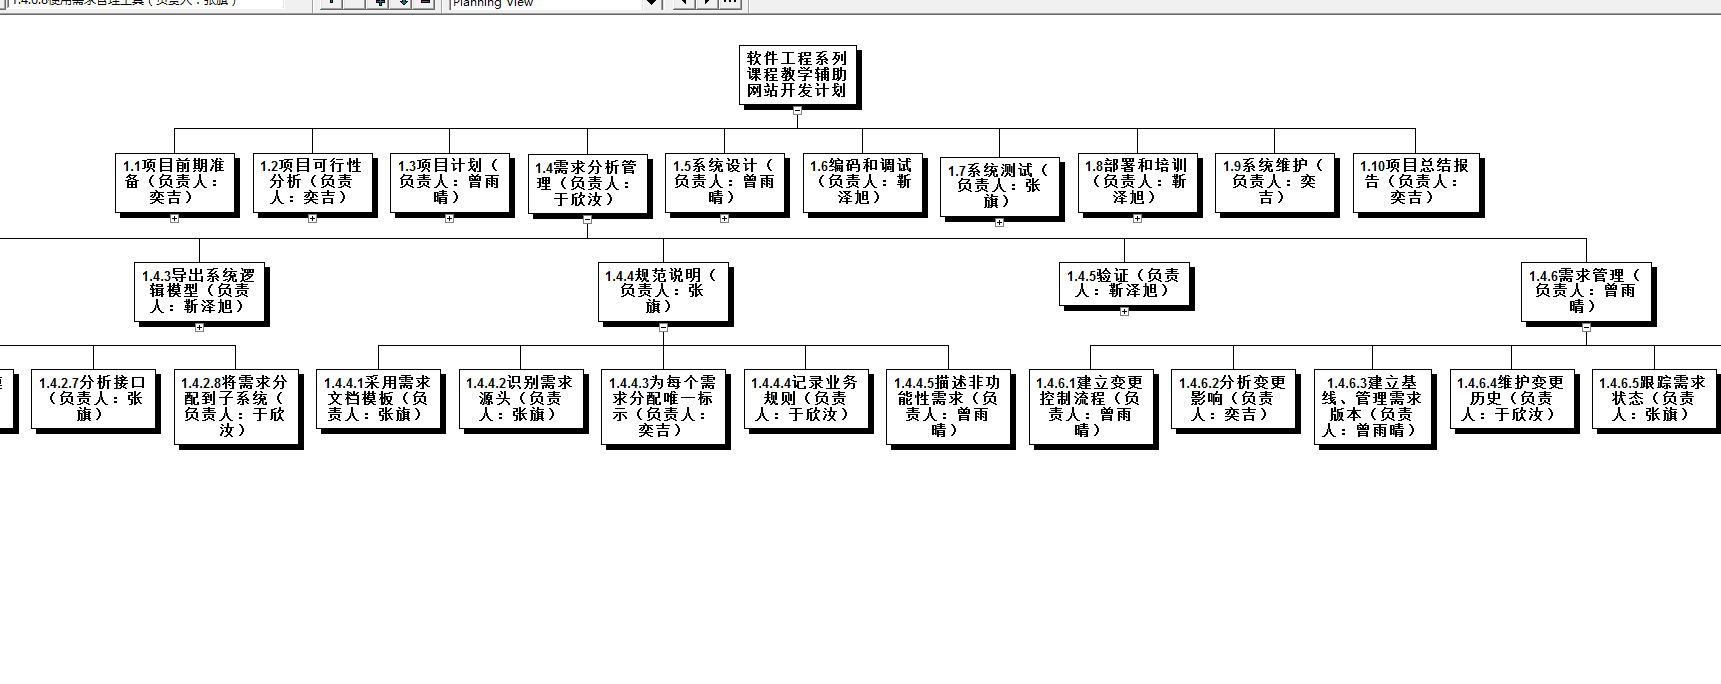 1.4.6.6使用需求管理工具（负责人：张旗）
Planning View
软件工程系列
课程教学辅助
网站开发计划
1.1项目前期准
备（负责人：
奕吉）
1.2项目可行性
分析（负责
人：奕吉）
1.3项目计划（
负责人：曾雨
晴）
1.4需求分析管
理（负责人：
于欣汝）
1.5系统设计（
负责人：曾雨
晴）
1.6编码和调试
（负责人：靳
泽旭）
1.7系统测试（
负责人：张
旗）
1.8部署和培训
（负责人：靳
泽旭）
1.9系统维护（
负责人：奕
吉）
1.10项目总结报
告（负责人：
奕吉）
1.4.3导出系统逻
辑模型（负责
人：靳泽旭）
1.4.4规范说明（
负责人：张
旗）
1.4.5验证（负责
人：靳泽旭）
1.4.6需求管理（
负责人：曾雨
晴）
1.4.2.7分析接口
（负责人：张
旗）
1.4.2.8将需求分
配到子系统（
负责人：于欣
汝）
1.4.4.1采用需求
文档模板（负
责人：张旗）
1.4.4.2识别需求
源头（负责
人：张旗）
1.4.4.3为每个需
求分配唯一标
示（负责人：
奕吉）
1.4.4.4记录业务
规则（负责
人：于欣汝）
1.4.4.5描述非功
能性需求（负
责人：曾雨
晴）
1.4.6.1建立变更
控制流程（负
责人：曾雨
晴）
1.4.6.2分析变更
影响（负责
人：奕吉）
1.4.6.3建立基
线、管理需求
版本（负责
人：曾雨晴）
1.4.6.4维护变更
历史（负责
人：于欣汝）
1.4.6.5跟踪需求
状态（负责
人：张旗）